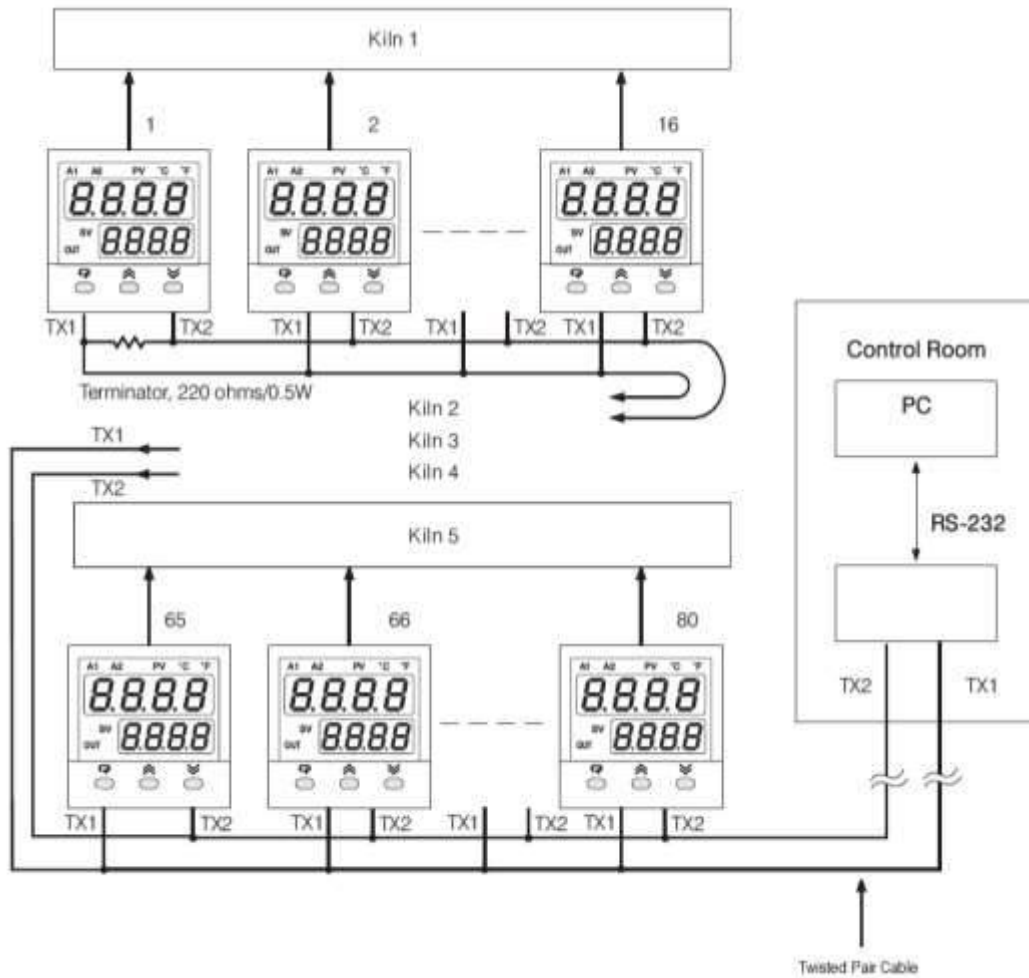 Kiln 1
1 2 16
A1 A2 PV °C °F A1 A2 PV °C °F A1 A2 PV °C °F
8.8.8.8 8.8.8.8 8.8.8.8
SV SV SV
OUT 8.8.8.8 OUT 8.8.8.8 OUT 8.8.8.8
TX1 TX2 TX1 TX2 TX1 TX2 TX1 TX2
Terminator, 220 ohms/0.5W
Kiln 2
Kiln 3
Kiln 4
TX1
TX2
Control Room
PC
RS-232
TX2 TX1
Kiln 5
65 66 80
A1 A2 PV °C °F A1 A2 PV °C °F A1 A2 PV °C °F
8.8.8.8 8.8.8.8 8.8.8.8
SV SV SV
OUT 8.8.8.8 OUT 8.8.8.8 OUT 8.8.8.8
TX1 TX2 TX1 TX2 TX1 TX2 TX1 TX2
Twisted Pair Cable